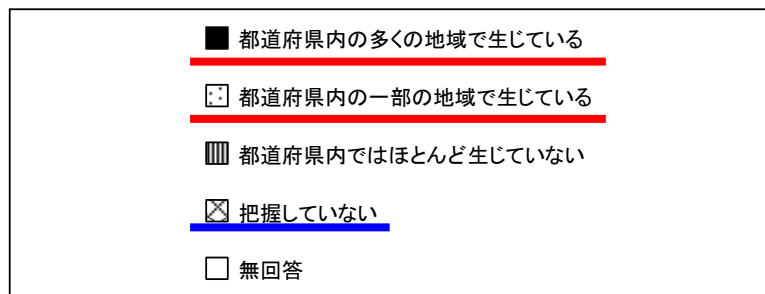 都道府県内の多くの地域で生じている
都道府県内の一部の地域で生じている
都道府県内ではほとんど生じていない
把握していない
無回答